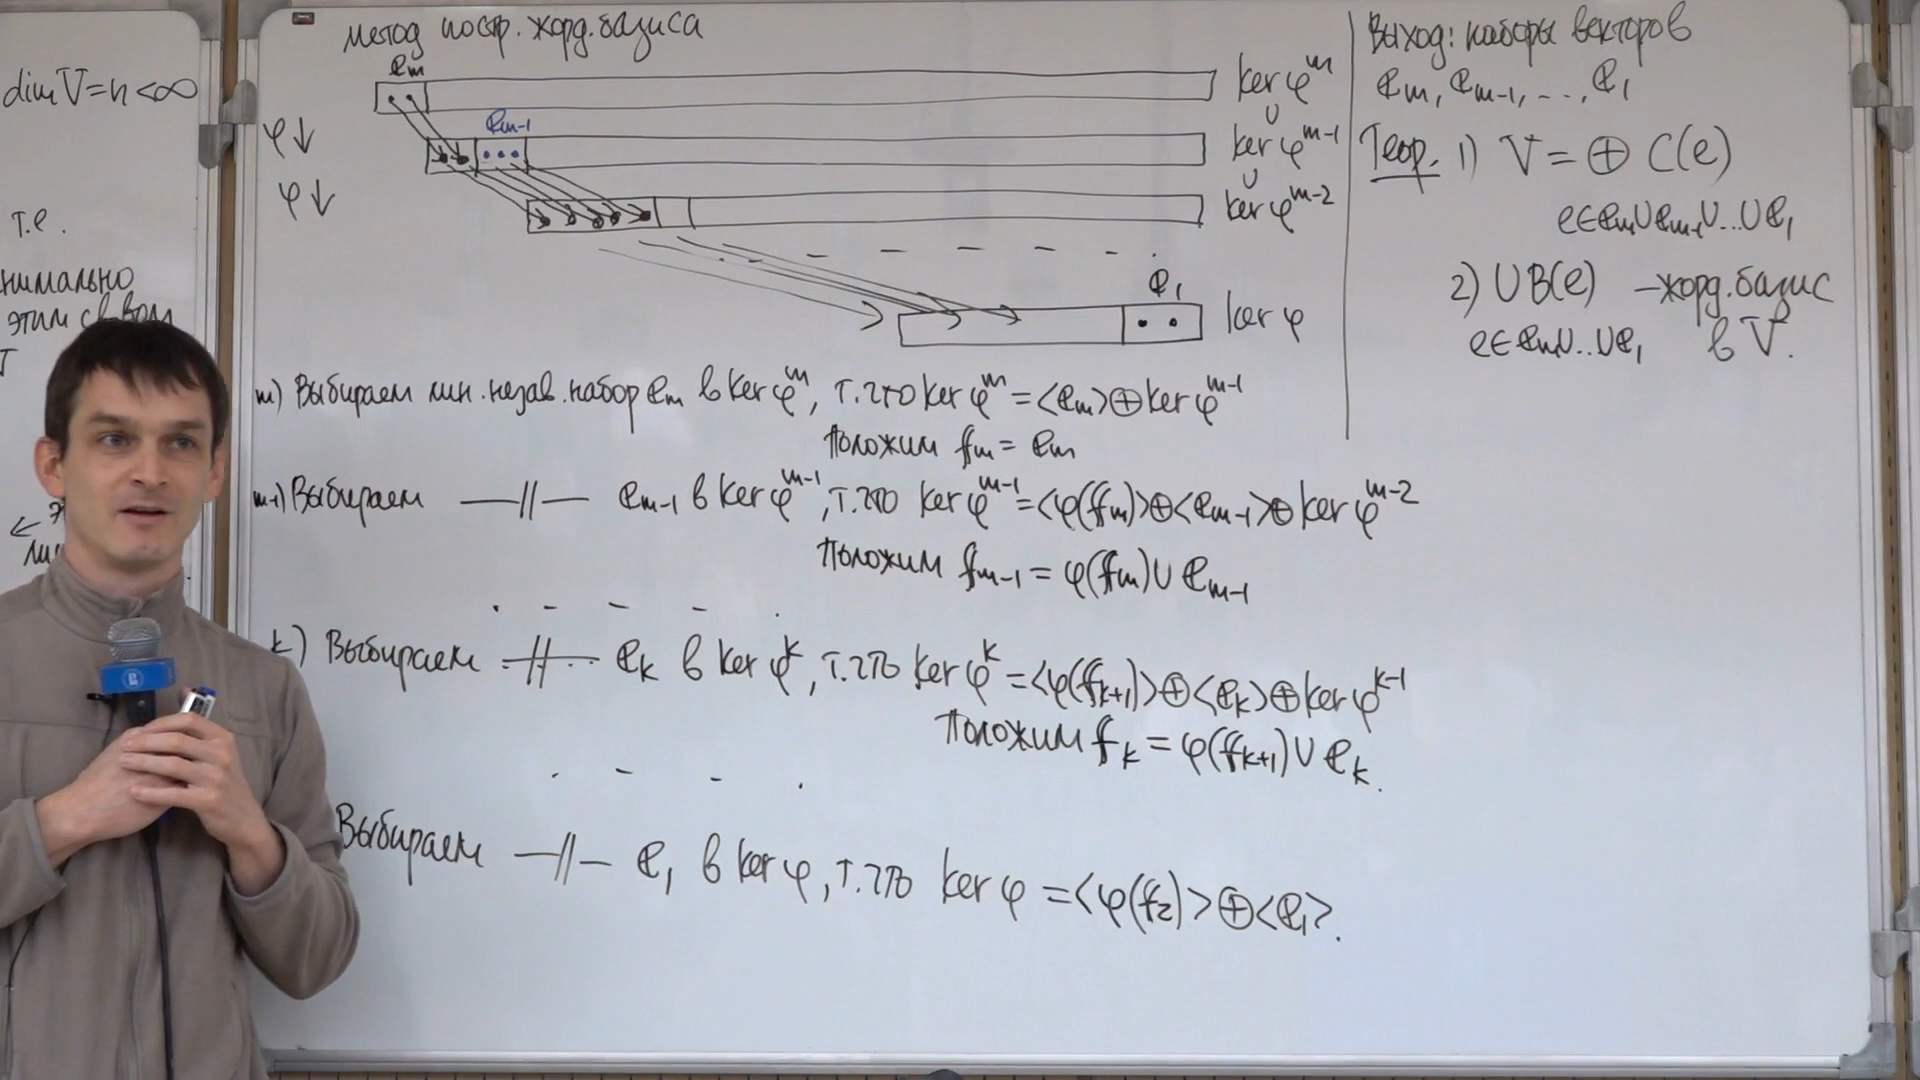 dim V = n < ∞
т.е.
нимально
этим св-вом
метод постр. жорд. базиса
e_m
ker φ^m
∪
φ↓
e_{m-1}
ker φ^{m-1}
∪
φ↓
ker φ^{m-2}
e_1
ker φ
m) Выбираем лин. незав. набор e_m в ker φ^m, т. что ker φ^m = <e_m> ⊕ ker φ^{m-1}
Положим f_m = e_m
m-1) Выбираем —//— e_{m-1} в ker φ^{m-1}, т. что ker φ^{m-1} = <φ(f_m)> ⊕ <e_{m-1}> ⊕ ker φ^{m-2}
Положим f_{m-1} = φ(f_m) ∪ e_{m-1}
k) Выбираем —//— e_k в ker φ^k, т. что ker φ^k = <φ(f_{k+1})> ⊕ <e_k> ⊕ ker φ^{k-1}
Положим f_k = φ(f_{k+1}) ∪ e_k.
Выбираем —//— e_1 в ker φ, т. что ker φ = <φ(f_2)> ⊕ <e_1>.
Выход: наборы векторов
e_m, e_{m-1}, ..., e_1
Теор. 1) V = ⊕ C(e)
e ∈ e_m ∪ e_{m-1} ∪ ... ∪ e_1
2) ∪ B(e) – жорд. базис
e ∈ e_m ∪ .. ∪ e_1 в V.